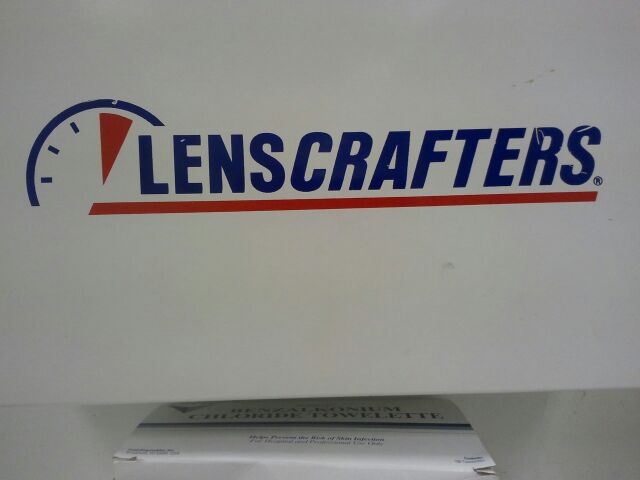 LENSCRAFTERS®
BENZALKONIUM
CHLORIDE TOWELETTE
Helps Prevent the Risk of Skin Infection
For Hospital and Professional Use Only